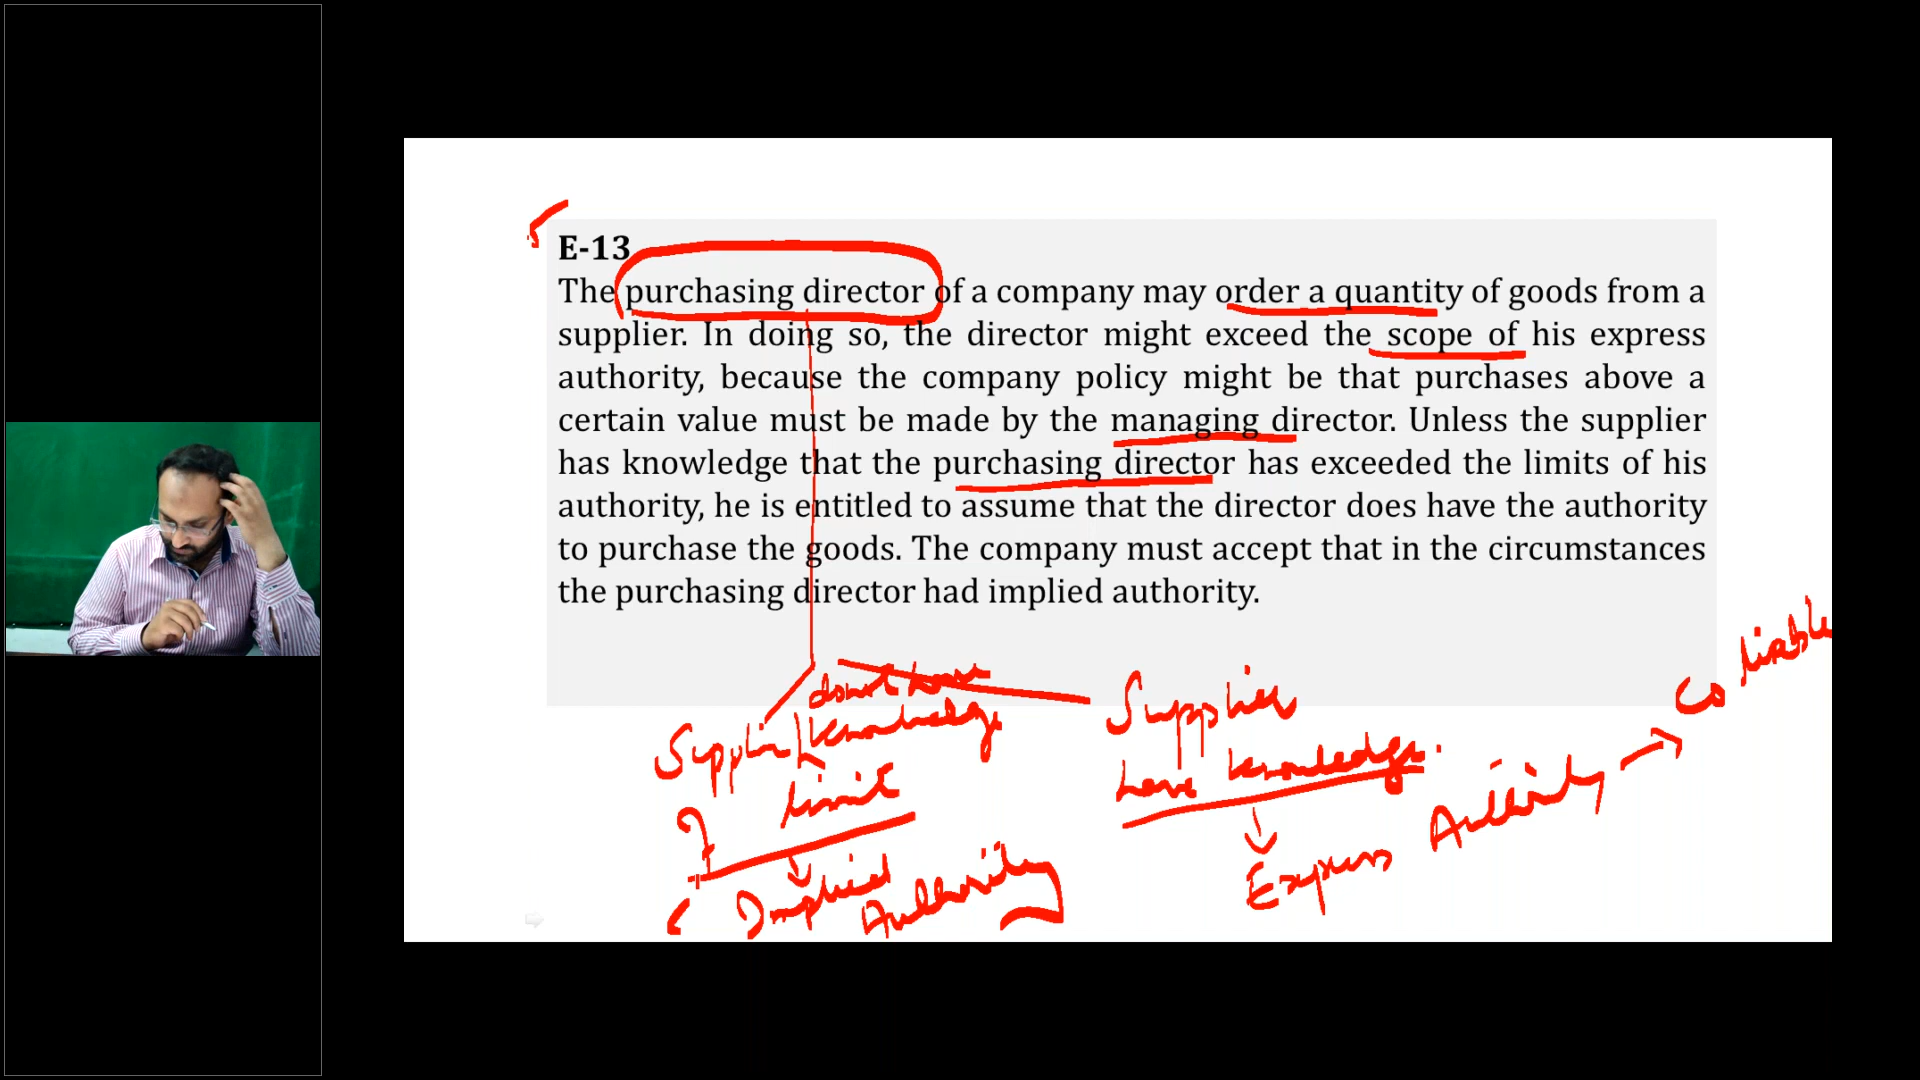 E-13
The purchasing director of a company may order a quantity of goods from a
supplier. In doing so, the director might exceed the scope of his express
authority, because the company policy might be that purchases above a
certain value must be made by the managing director. Unless the supplier
has knowledge that the purchasing director has exceeded the limits of his
authority, he is entitled to assume that the director does have the authority
to purchase the goods. The company must accept that in the circumstances
the purchasing director had implied authority.
Supplier
knowledge
limit
Implied
Authority
Supplier
have knowledge.
Express
Authority
Co liable